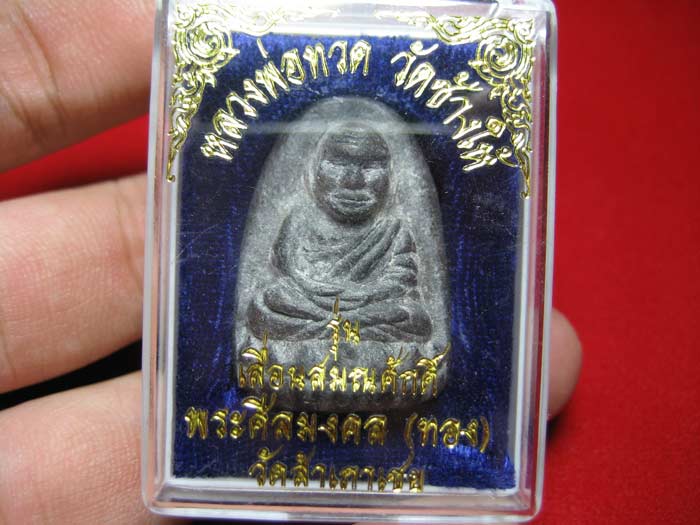 หลวงพ่อทวด วัดช้างให้
รุ่น
เลื่อนสมณศักดิ์
พระศีลมงคล (ทอง)
วัดสำเภาเชย